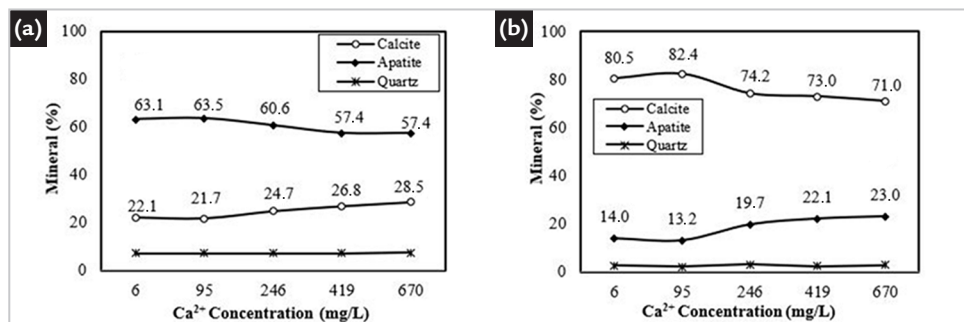 (a)
100
80
60
40
20
0
Mineral (%)
Calcite
Apatite
Quartz
63.1 63.5 60.6 57.4 57.4
22.1 21.7 24.7 26.8 28.5
6 95 246 419 670
Ca²⁺ Concentration (mg/L)
(b)
100
80
60
40
20
0
Mineral (%)
80.5 82.4 74.2 73.0 71.0
Calcite
Apatite
Quartz
14.0 13.2 19.7 22.1 23.0
6 95 246 419 670
Ca²⁺ Concentration (mg/L)